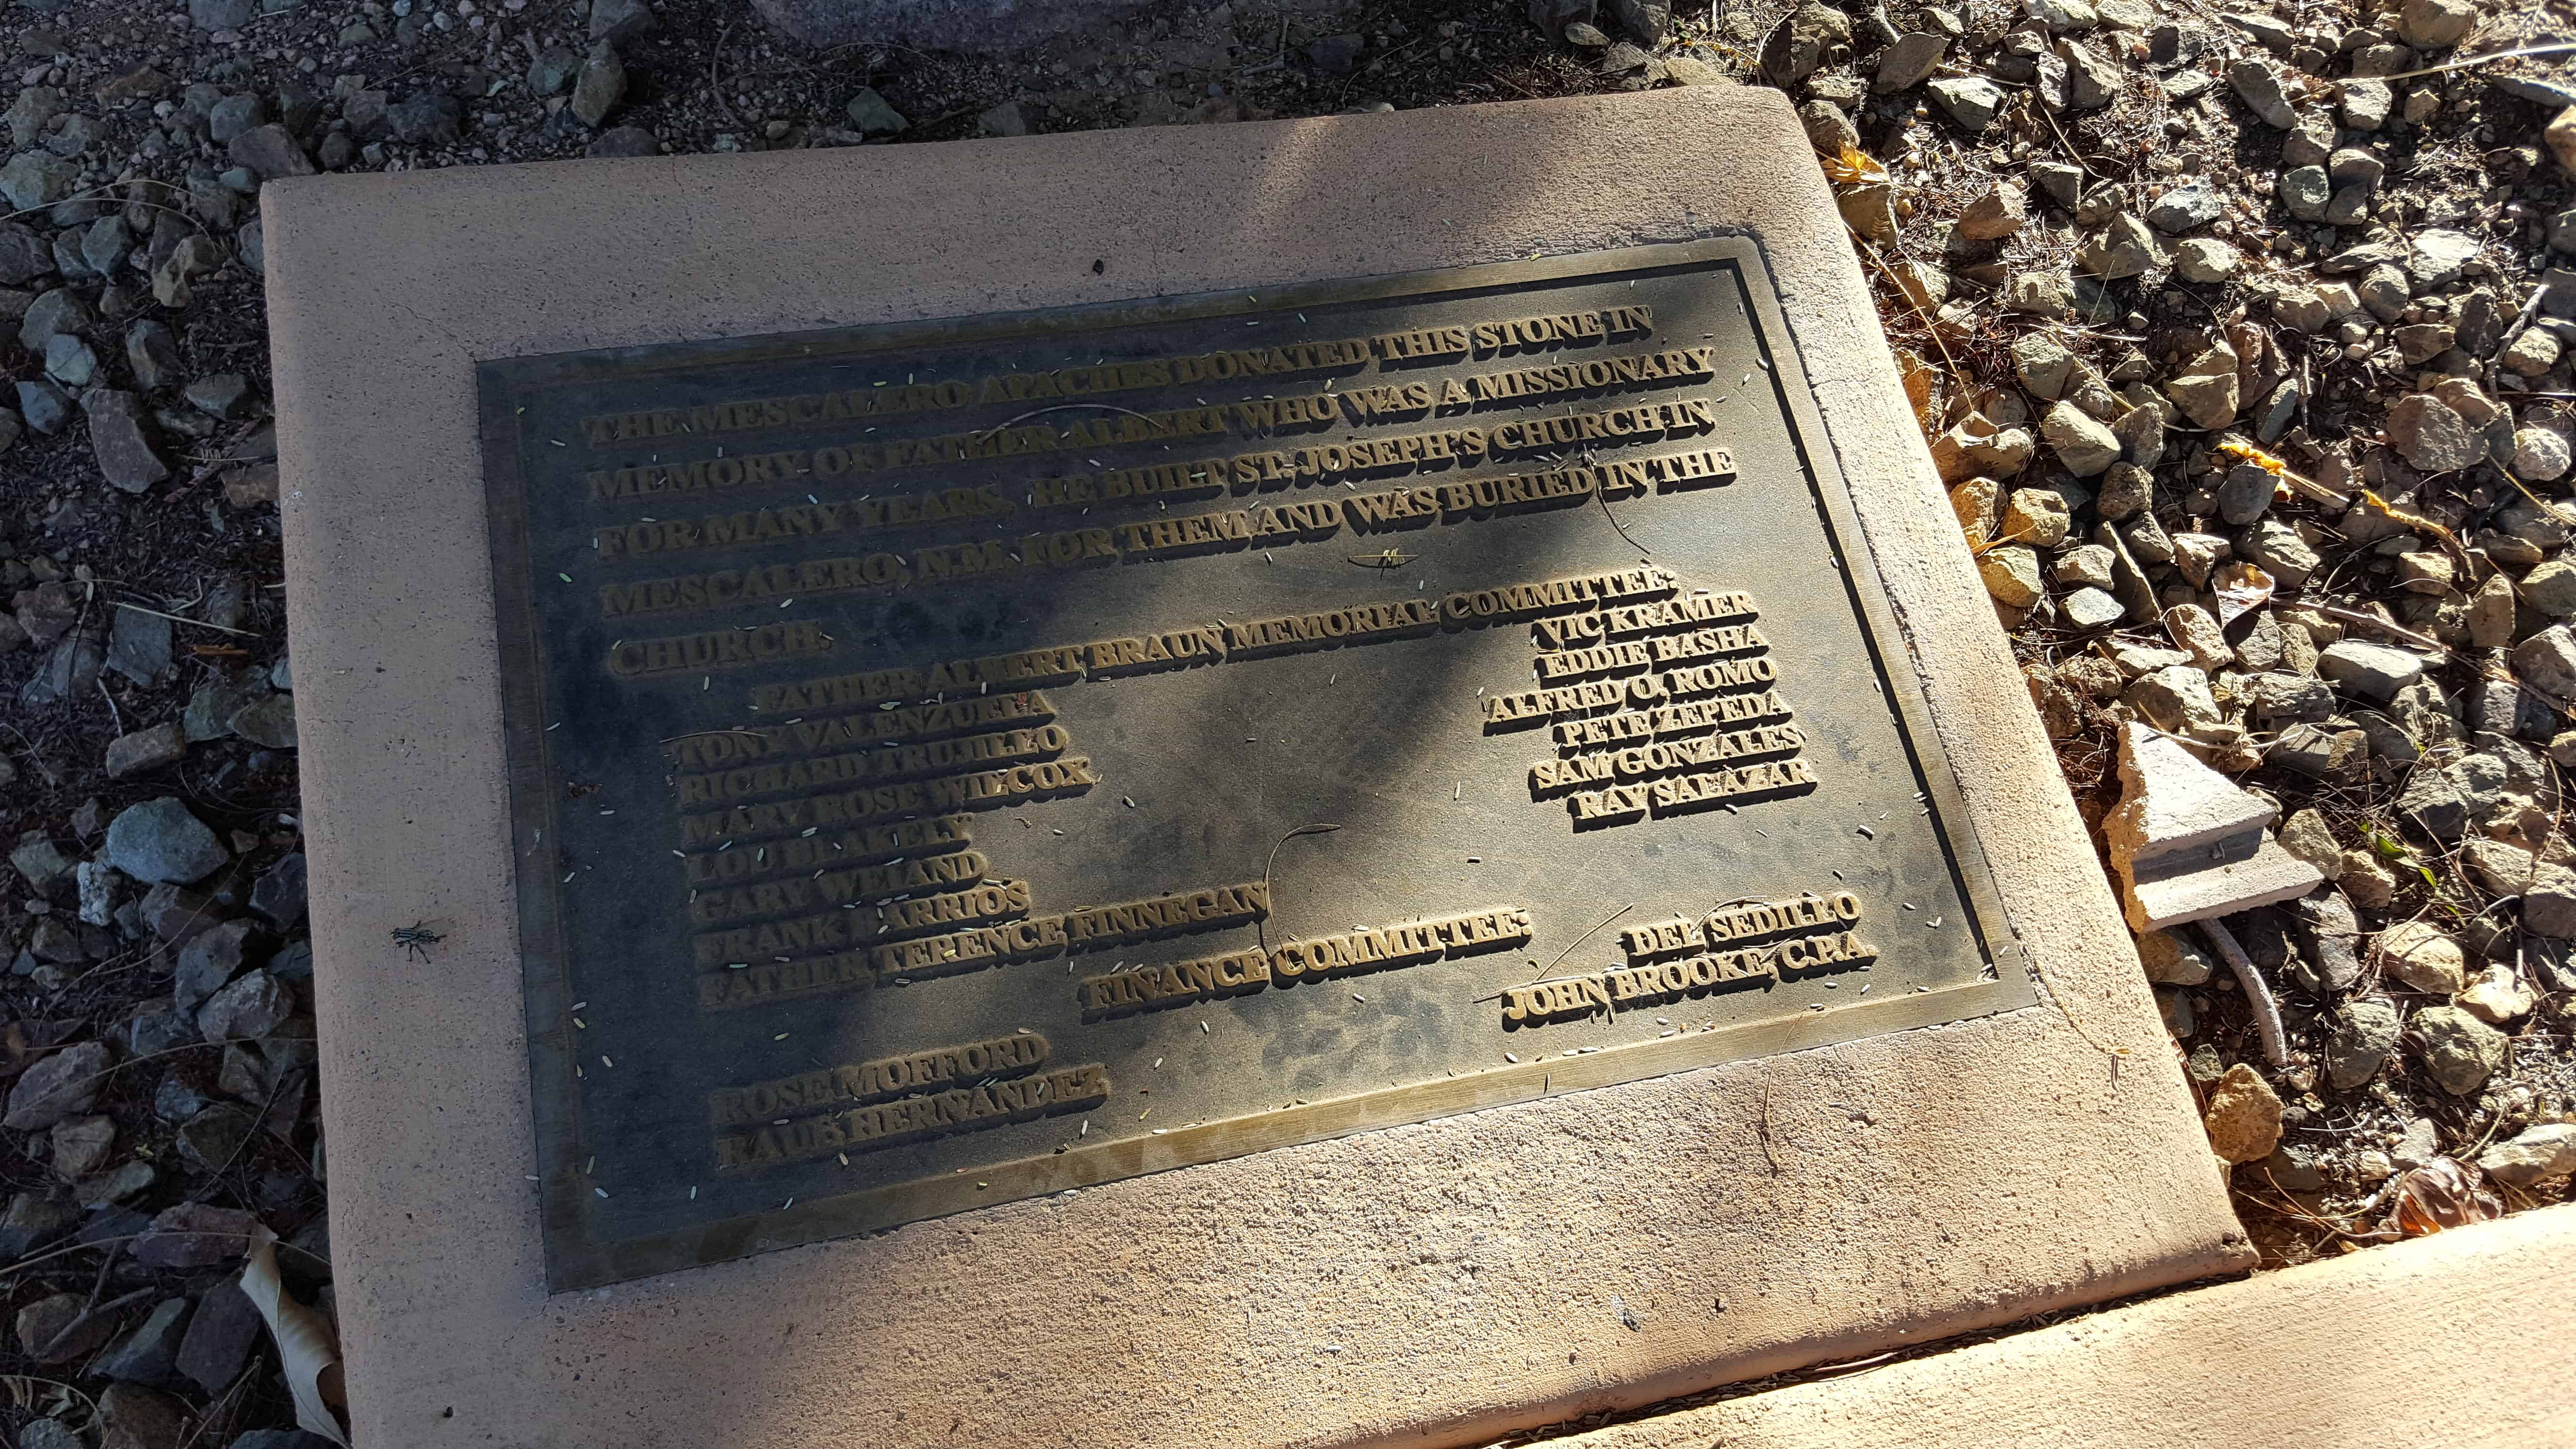 THE MESCALERO APACHES DONATED THIS STONE IN
MEMORY OF FATHER ALBERT WHO WAS A MISSIONARY
FOR MANY YEARS. HE BUILT ST. JOSEPH'S CHURCH IN
MESCALERO, N.M. FOR THEM AND WAS BURIED IN THE
CHURCH.
FATHER ALBERT BRAUN MEMORIAL COMMITTEE:
TONY VALENZUELA
RICHARD TRUJILLO
MARY ROSE WILCOX
LOU BLAKELY
GARY WEIAND
FRANK BARRIOS
FATHER TERENCE FINNEGAN
VIC KRAMER
EDDIE BASHA
ALFRED O. ROMO
PETE ZEPEDA
SAM GONZALES
RAY SALAZAR
FINANCE COMMITTEE:
ROSE MOFFORD
HERNANDEZ
DEL SEDILLO
JOHN BROOKE, C.P.A.